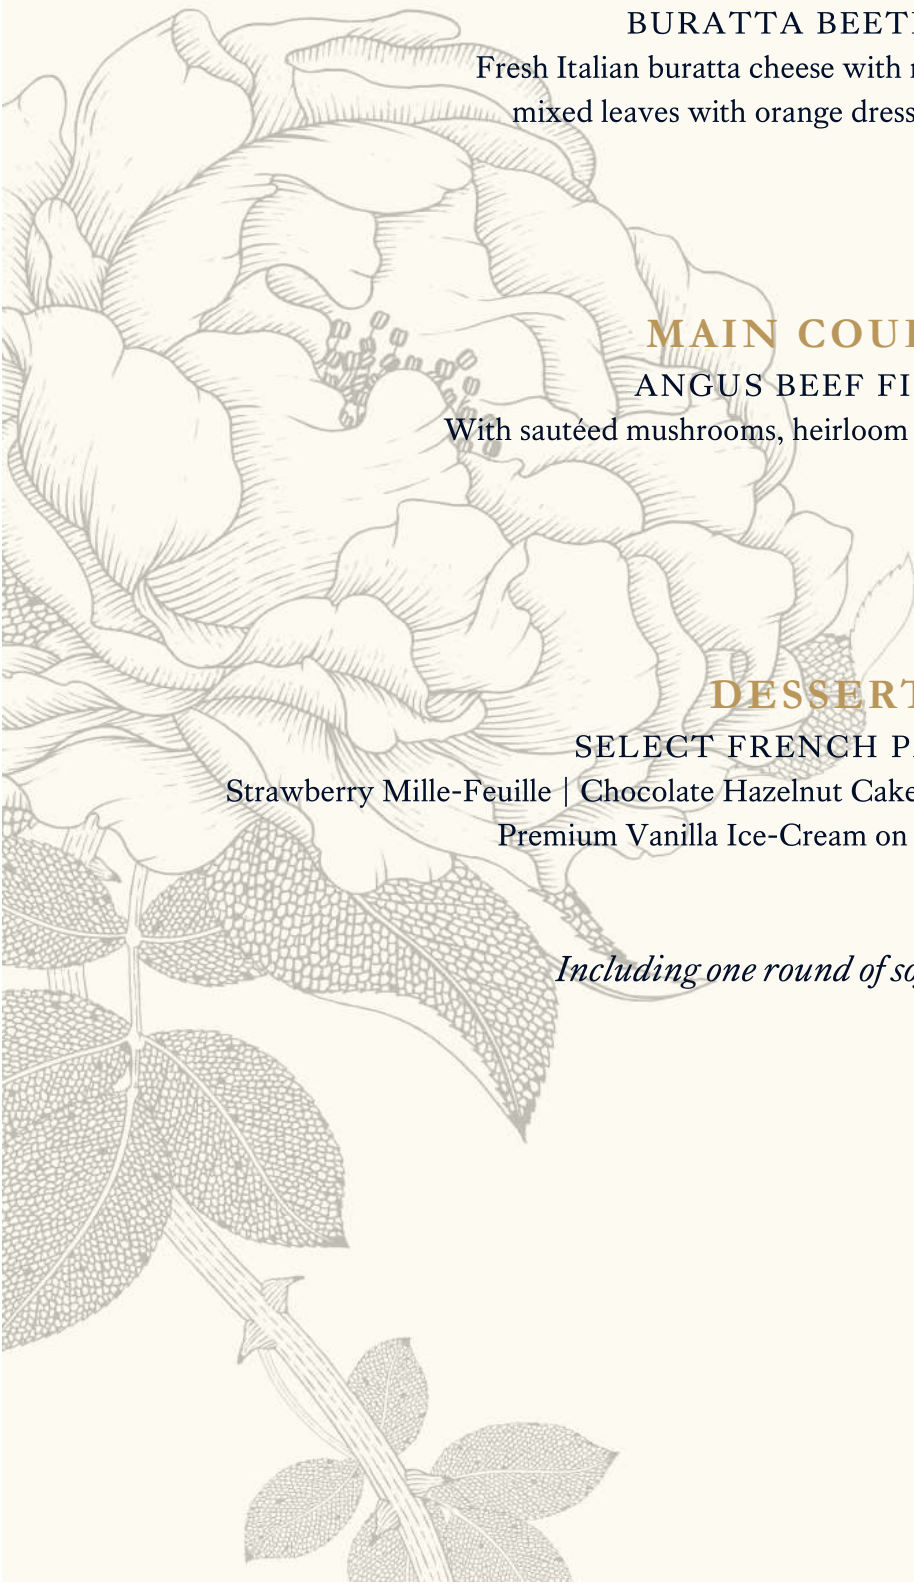 BURATTA BEET
Fresh Italian buratta cheese with
mixed leaves with orange dress
MAIN COU
ANGUS BEEF FI
With sautéed mushrooms, heirloom
DESSERT
SELECT FRENCH P
Strawberry Mille-Feuille | Chocolate Hazelnut Cake
Premium Vanilla Ice-Cream on
Including one round of so